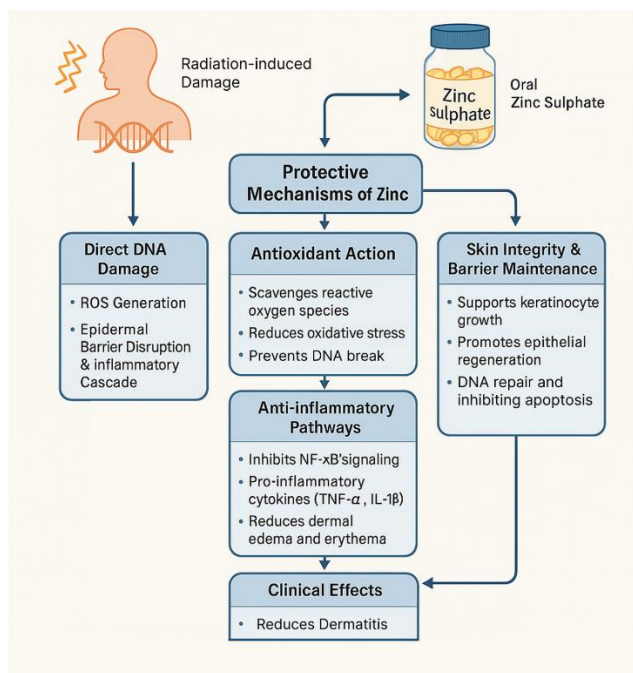 Radiation-induced
Damage
Zinc
sulphate
Oral
Zinc Sulphate
Protective
Mechanisms of Zinc
Direct DNA
Damage
• ROS Generation
• Epidermal
Barrier Disruption
& inflammatory
Cascade
Antioxidant Action
• Scavenges reactive
oxygen species
• Reduces oxidative stress
• Prevents DNA break
Anti-inflammatory
Pathways
• Inhibits NF-ϰB'signaling
• Pro-inflammatory
cytokines (TNF-α , IL-1β)
• Reduces dermal
edema and erythema
Skin Integrity &
Barrier Maintenance
• Supports keratinocyte
growth
• Promotes epithelial
regeneration
• DNA repair and
inhibiting apoptosis
Clinical Effects
• Reduces Dermatitis